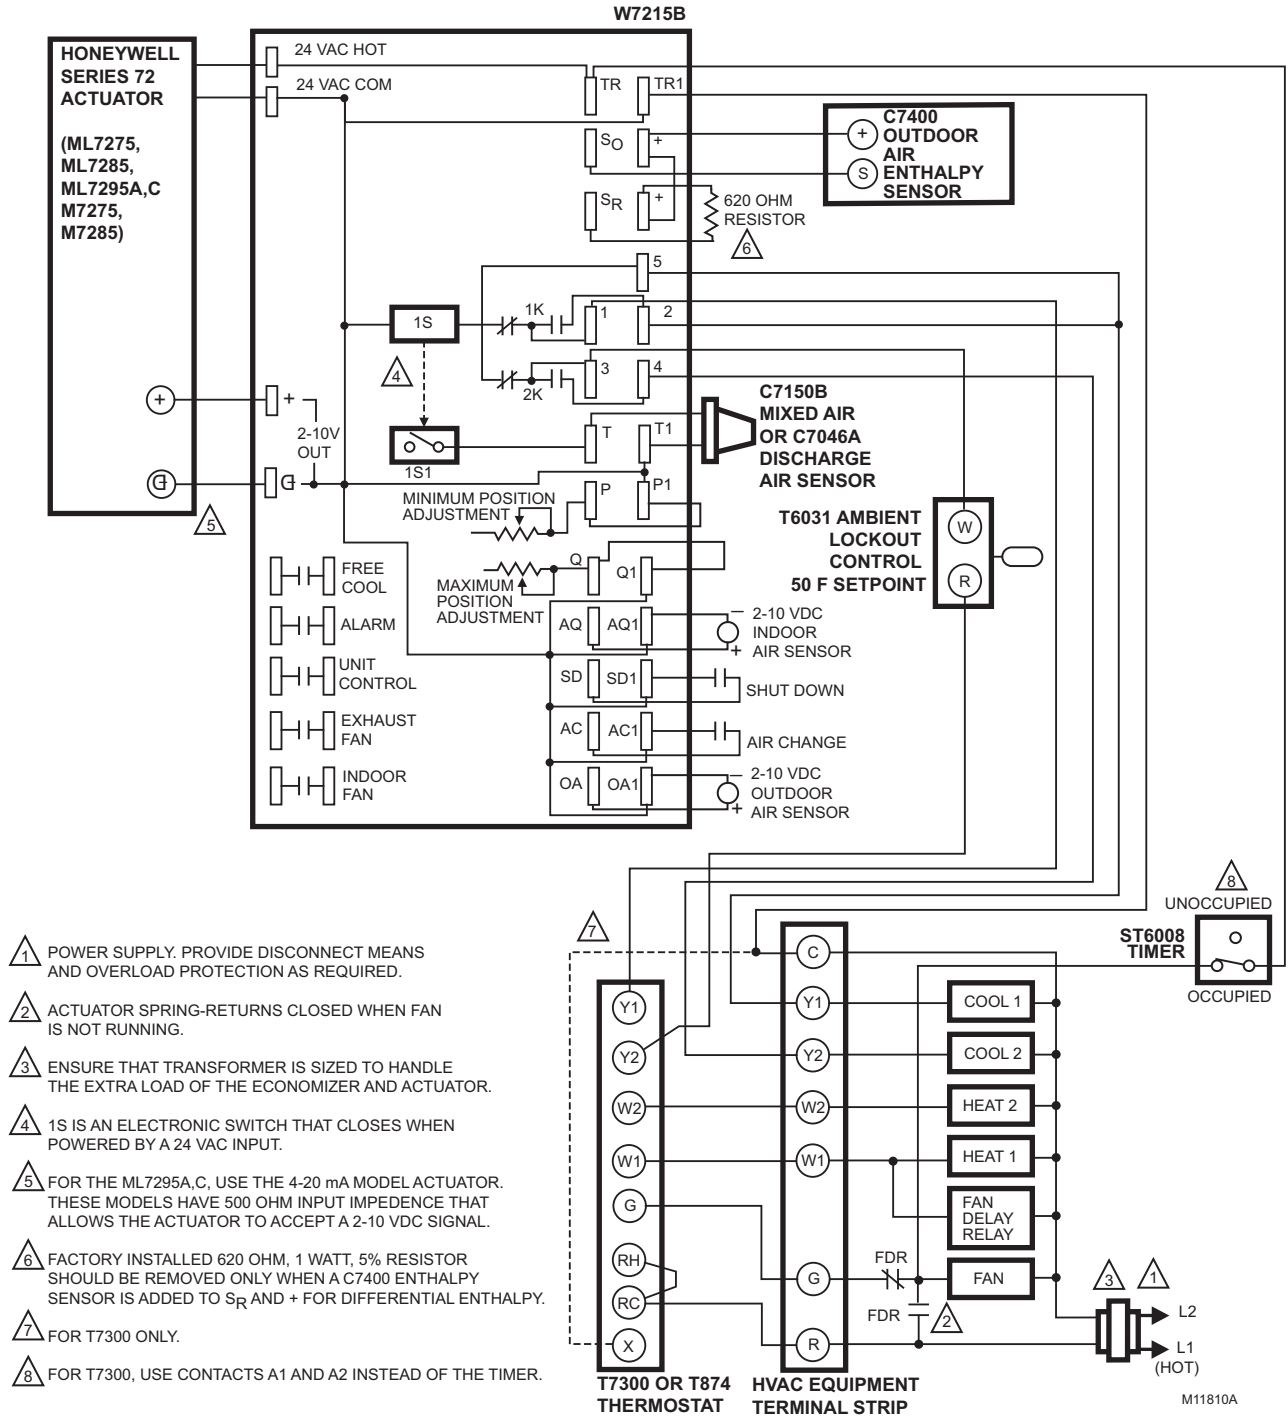 W7215B
HONEYWELL
SERIES 72
ACTUATOR
(ML7275,
ML7285,
ML7295A,C
M7275,
M7285)
24 VAC HOT
24 VAC COM
TR
TR1
SO
+
SR
+
620 OHM
RESISTOR
6
C7400
OUTDOOR
AIR
ENTHALPY
SENSOR
+
S
5
1S
1K
1
2
4
3
4
2K
+
+
2-10V
OUT
1S1
T
T1
C7150B
MIXED AIR
OR C7046A
DISCHARGE
AIR SENSOR
MINIMUM POSITION
ADJUSTMENT
P
P1
5
T6031 AMBIENT
LOCKOUT
CONTROL
50 F SETPOINT
W
R
FREE
COOL
ALARM
UNIT
CONTROL
EXHAUST
FAN
INDOOR
FAN
MAXIMUM
POSITION
ADJUSTMENT
Q
Q1
AQ
AQ1
–
2-10 VDC
INDOOR
AIR SENSOR
+
SD
SD1
SHUT DOWN
AC
AC1
AIR CHANGE
OA
OA1
–
2-10 VDC
OUTDOOR
AIR SENSOR
+
8
UNOCCUPIED
ST6008
TIMER
OCCUPIED
7
1 POWER SUPPLY. PROVIDE DISCONNECT MEANS
AND OVERLOAD PROTECTION AS REQUIRED.
2 ACTUATOR SPRING-RETURNS CLOSED WHEN FAN
IS NOT RUNNING.
3 ENSURE THAT TRANSFORMER IS SIZED TO HANDLE
THE EXTRA LOAD OF THE ECONOMIZER AND ACTUATOR.
4 1S IS AN ELECTRONIC SWITCH THAT CLOSES WHEN
POWERED BY A 24 VAC INPUT.
5 FOR THE ML7295A,C, USE THE 4-20 mA MODEL ACTUATOR.
THESE MODELS HAVE 500 OHM INPUT IMPEDENCE THAT
ALLOWS THE ACTUATOR TO ACCEPT A 2-10 VDC SIGNAL.
6 FACTORY INSTALLED 620 OHM, 1 WATT, 5% RESISTOR
SHOULD BE REMOVED ONLY WHEN A C7400 ENTHALPY
SENSOR IS ADDED TO SR AND + FOR DIFFERENTIAL ENTHALPY.
7 FOR T7300 ONLY.
8 FOR T7300, USE CONTACTS A1 AND A2 INSTEAD OF THE TIMER.
Y1
Y2
W2
W1
G
RH
RC
X
T7300 OR T874
THERMOSTAT
C
Y1
Y2
W2
W1
G
R
HVAC EQUIPMENT
TERMINAL STRIP
COOL 1
COOL 2
HEAT 2
HEAT 1
FAN
DELAY
RELAY
FDR
FAN
FDR
2
3
1
L2
L1
(HOT)
M11810A